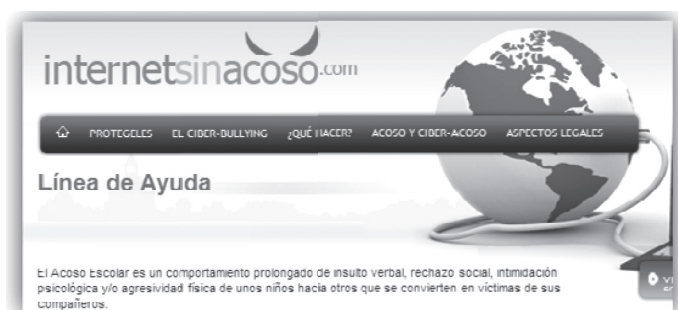 internetsinacoso.com
PROTEGELES EL CIBER-BULLYING ¿QUÉ HACER? ACOSO Y CIBER-ACOSO ASPECTOS LEGALES
Línea de Ayuda
El Acoso Escolar es un comportamiento prolongado de insulto verbal, rechazo social, intimidación
psicológica y/o agresividad física de unos niños hacia otros que se convierten en víctimas de sus
compañeros.